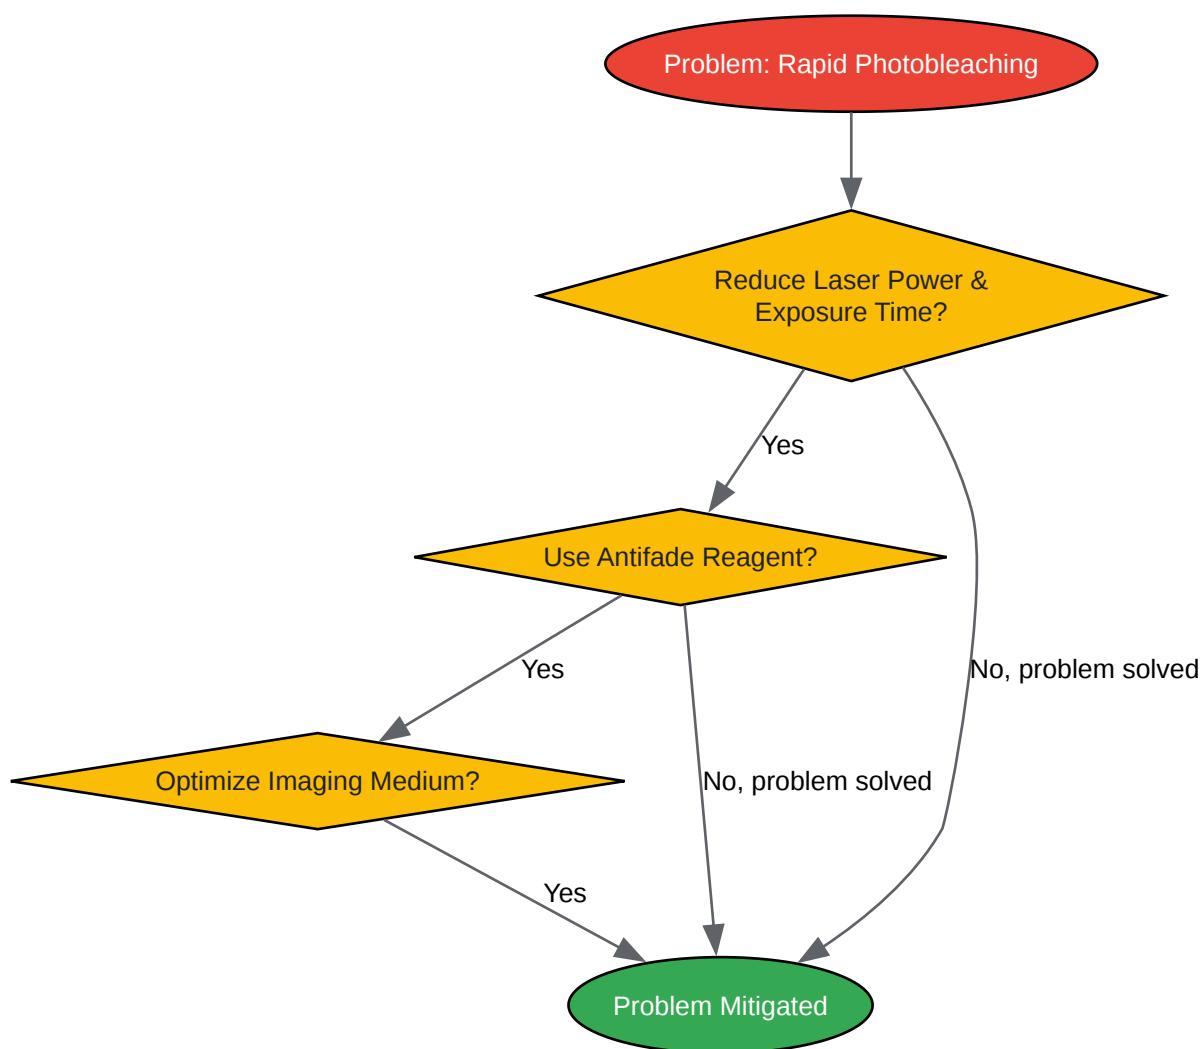 Problem: Rapid Photobleaching
Reduce Laser Power &
Exposure Time?
Yes
Use Antifade Reagent?
Yes
No, problem solved
Optimize Imaging Medium?
No, problem solved
Yes
Problem Mitigated